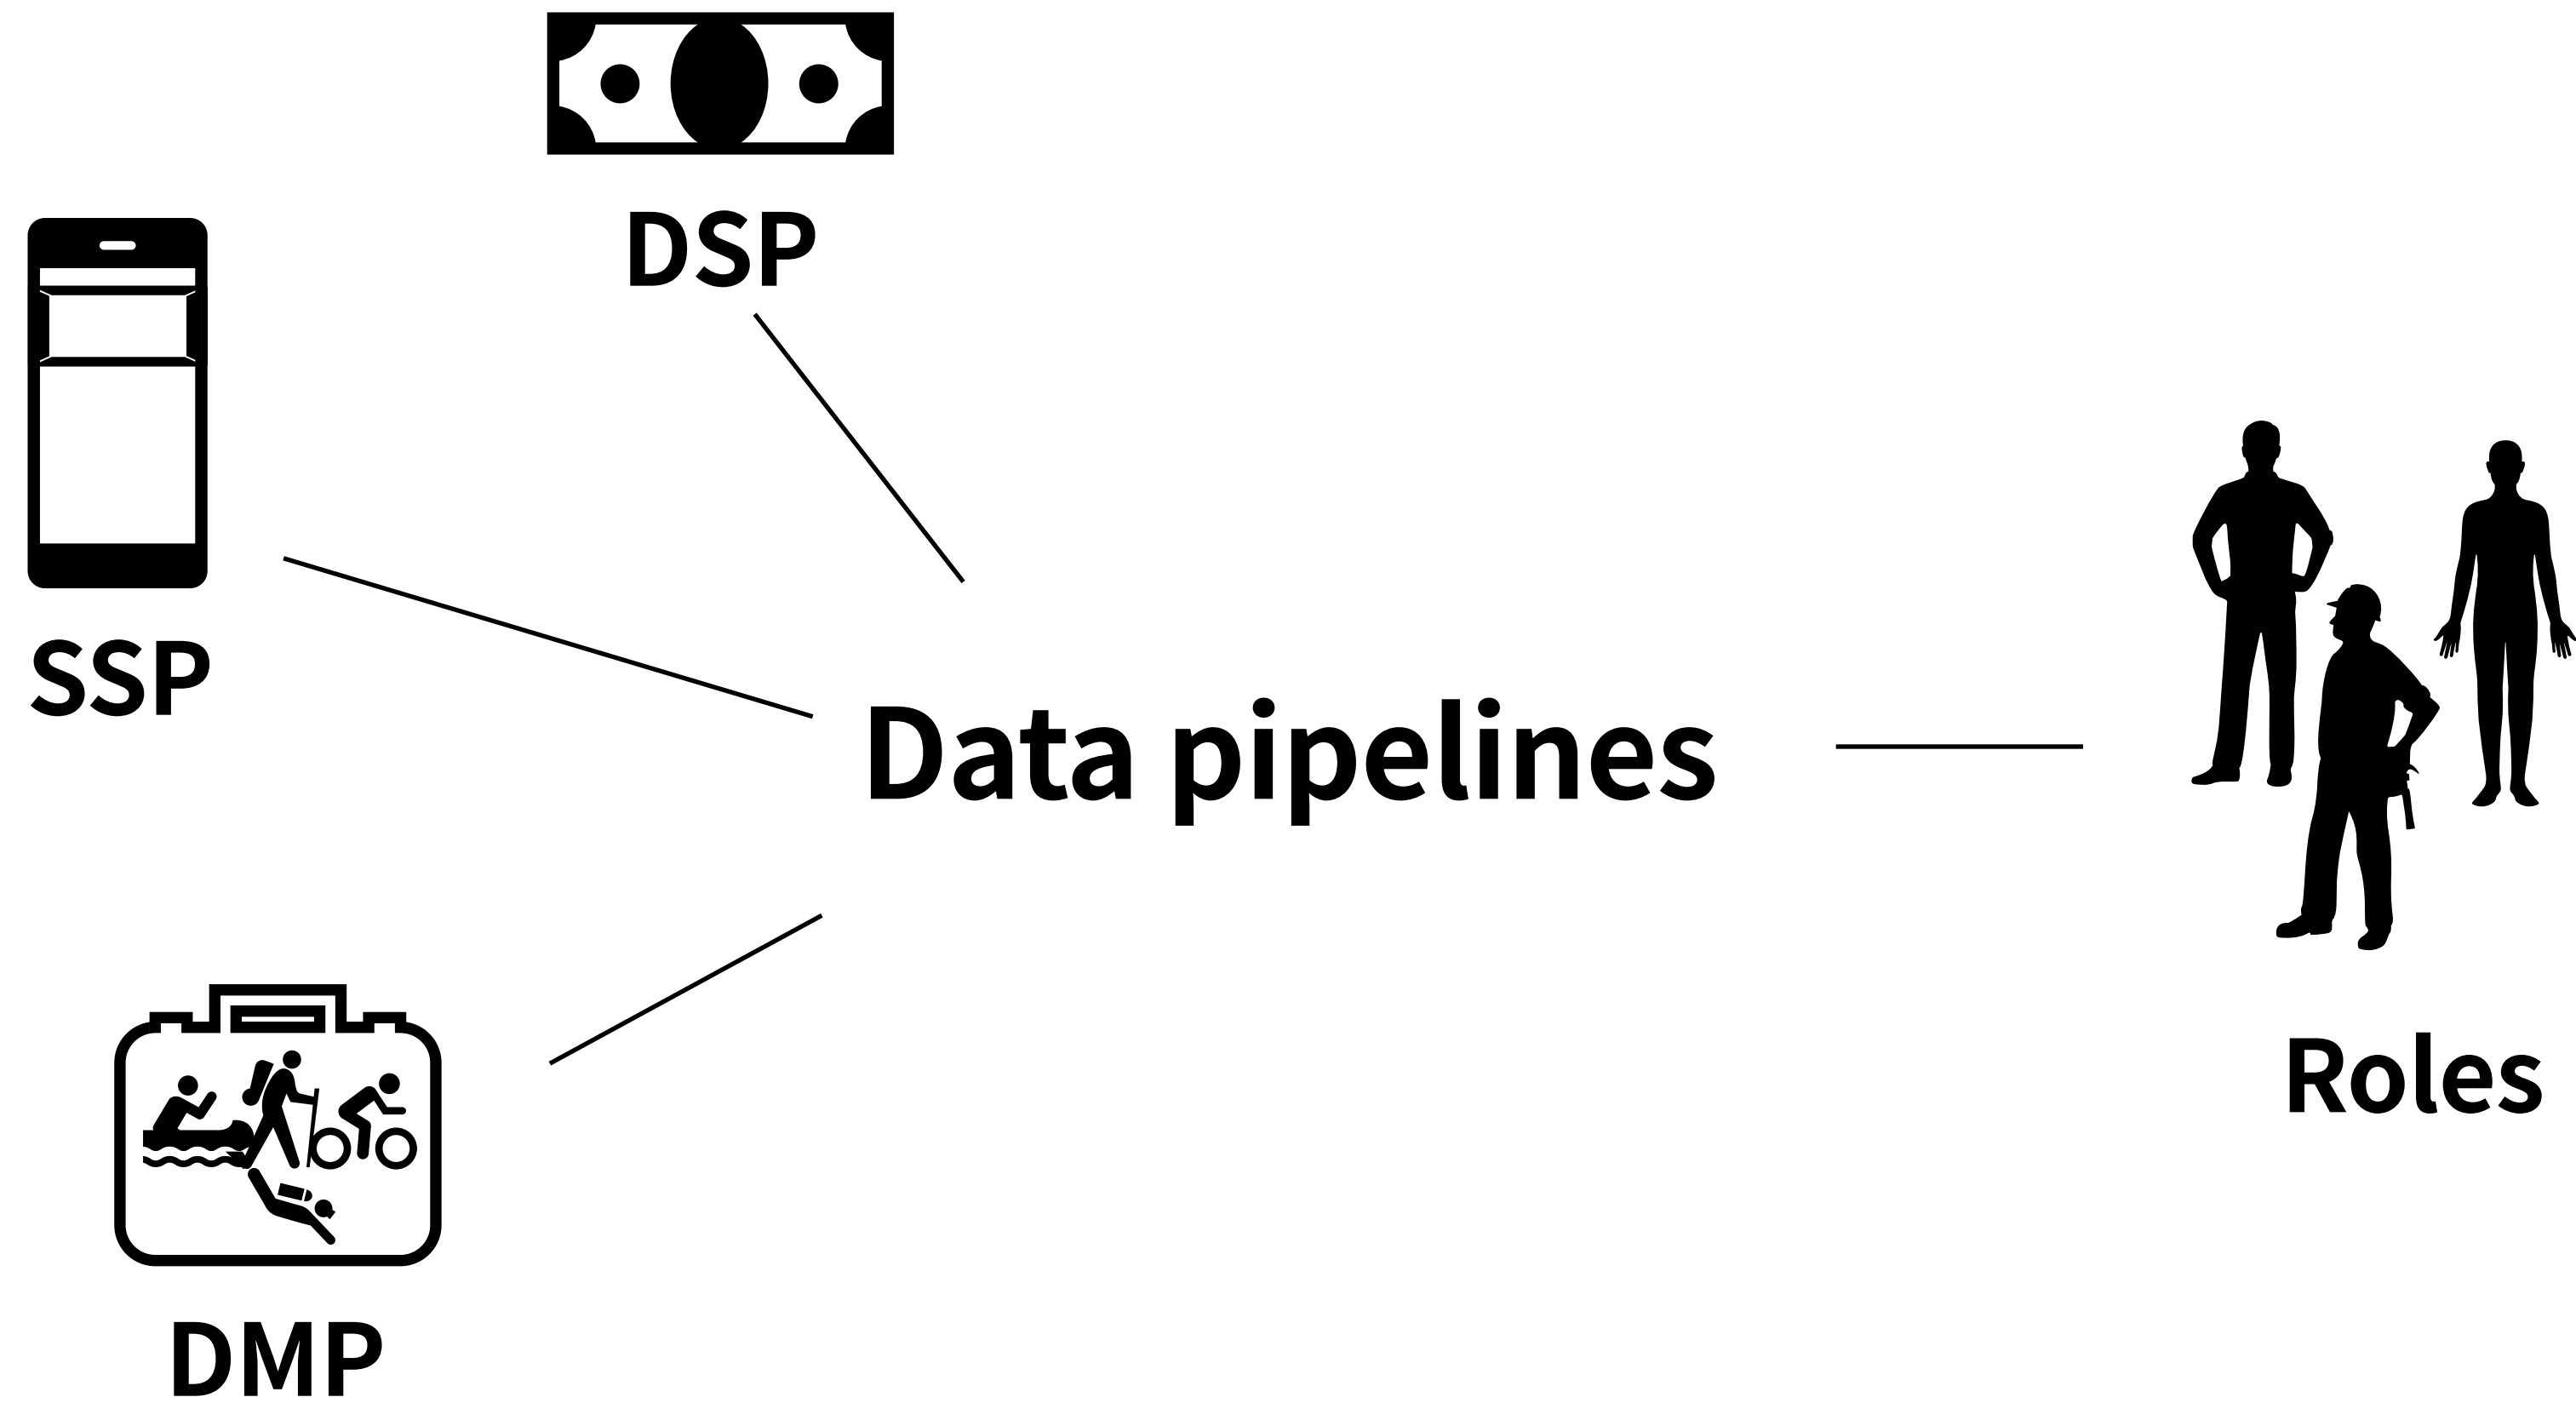 DSP
SSP
Data pipelines
Roles
DMP